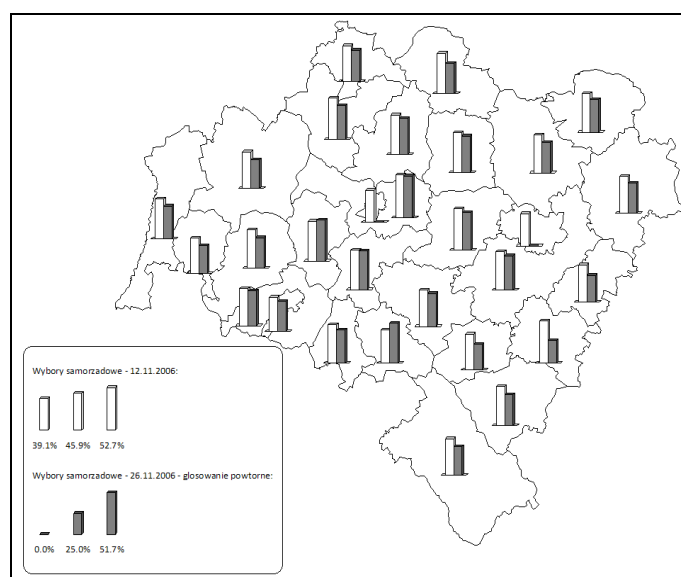 Wybory samorzadowe - 12.11.2006:
39.1% 45.9% 52.7%
Wybory samorzadowe - 26.11.2006 - glosowanie powtorne:
0.0% 25.0% 51.7%